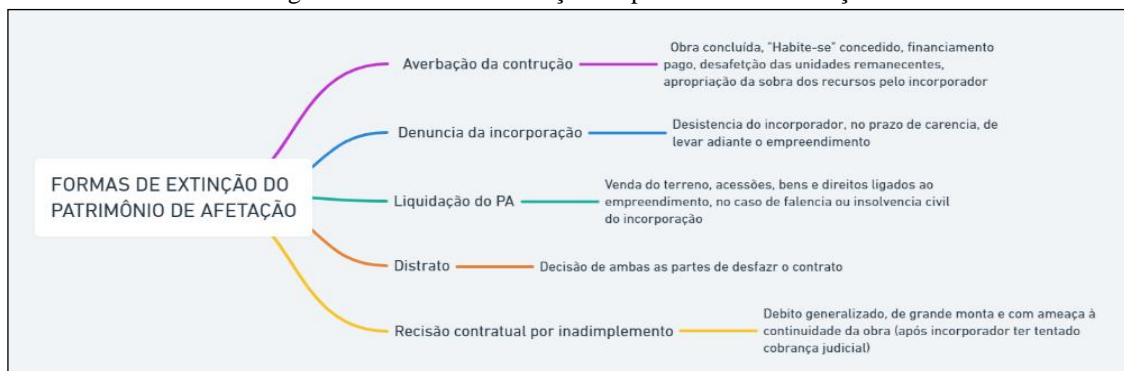 Averbação da contrução
Obra concluída, "Habite-se" concedido, financiamento
pago, desafetção das unidades remanecentes,
apropriação da sobra dos recursos pelo incorporador
Denuncia da incorporação
Desistencia do incorporador, no prazo de carencia, de
levar adiante o empreendimento
FORMAS DE EXTINÇÃO DO
PATRIMÔNIO DE AFETAÇÃO
Liquidação do PA
Venda do terreno, acessões, bens e direitos ligados ao
empreendimento, no caso de falencia ou insolvencia civil
do incorporação
Distrato
Decisão de ambas as partes de desfazr o contrato
Recisão contratual por inadimplemento
Debito generalizado, de grande monta e com ameaça à
continuidade da obra (após incorporador ter tentado
cobrança judicial)